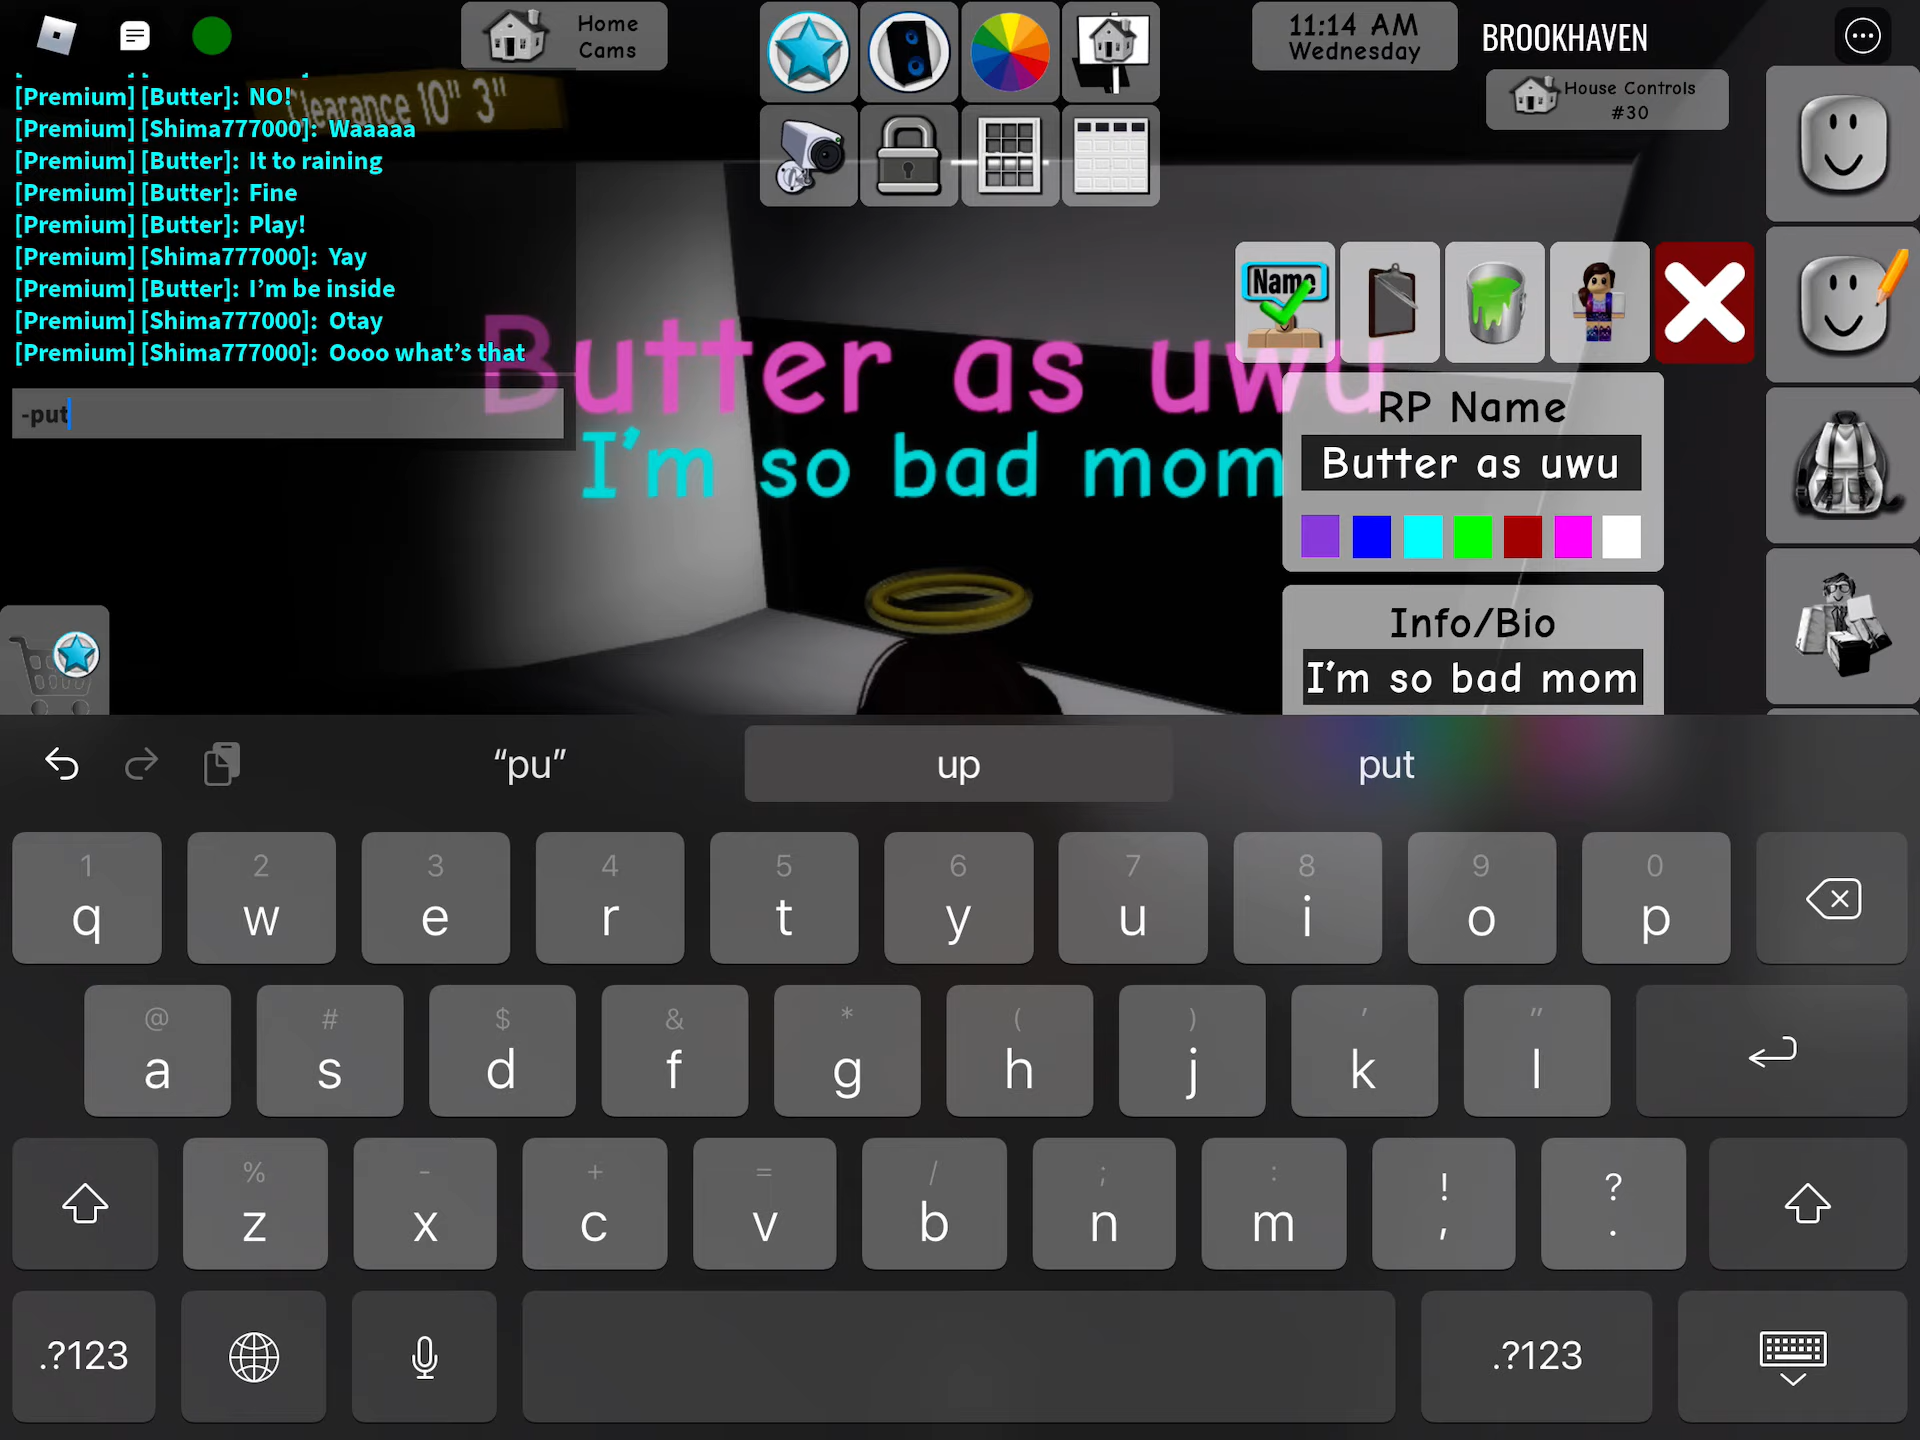 Home
Cams
11:14 AM
Wednesday
BROOKHAVEN
House Controls
#30
Clearance 10" 3"
[Premium] [Butter]: NO!
[Premium] [Shima777000]: Waaaaa
[Premium] [Butter]: It to raining
[Premium] [Butter]: Fine
[Premium] [Butter]: Play!
[Premium] [Shima777000]: Yay
[Premium] [Butter]: I'm be inside
[Premium] [Shima777000]: Otay
[Premium] [Shima777000]: Oooo what's that
-put
Name
Butter as uwu
I'm so bad mom
RP Name
Butter as uwu
Info/Bio
I'm so bad mom
“pu” up put
1 2 3 4 5 6 7 8 9 0
q w e r t y u i o p
@ # $ & * ( ) ' "
a s d f g h j k l
% - + = / ; : ! ?
z x c v b n m , .
.?123 .?123